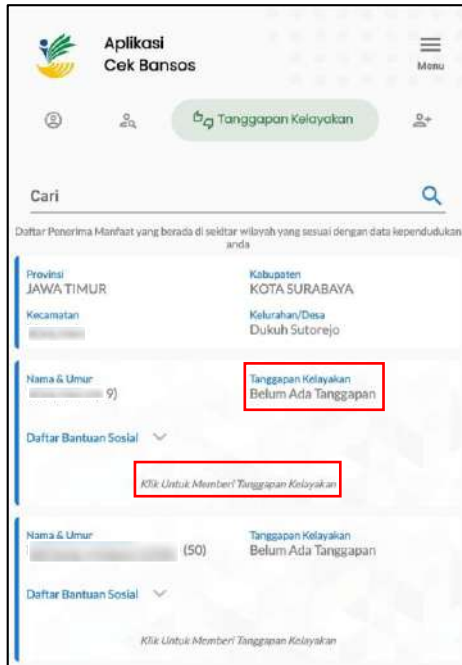 Aplikasi
Cek Bansos
Menu
Tanggapan Kelayakan
Cari
Daftar Penerima Manfaat yang berada di sekitar wilayah yang sesuai dengan data kependudukan
anda
Provinsi
JAWA TIMUR
Kabupaten
KOTA SURABAYA
Kecamatan
Kelurahan/Desa
Dukuh Sutorejo
Nama & Umur
9)
Tanggapan Kelayakan
Belum Ada Tanggapan
Daftar Bantuan Sosial
Klik Untuk Memberi Tanggapan Kelayakan
Nama & Umur
(50)
Tanggapan Kelayakan
Belum Ada Tanggapan
Daftar Bantuan Sosial
Klik Untuk Memberi Tanggapan Kelayakan